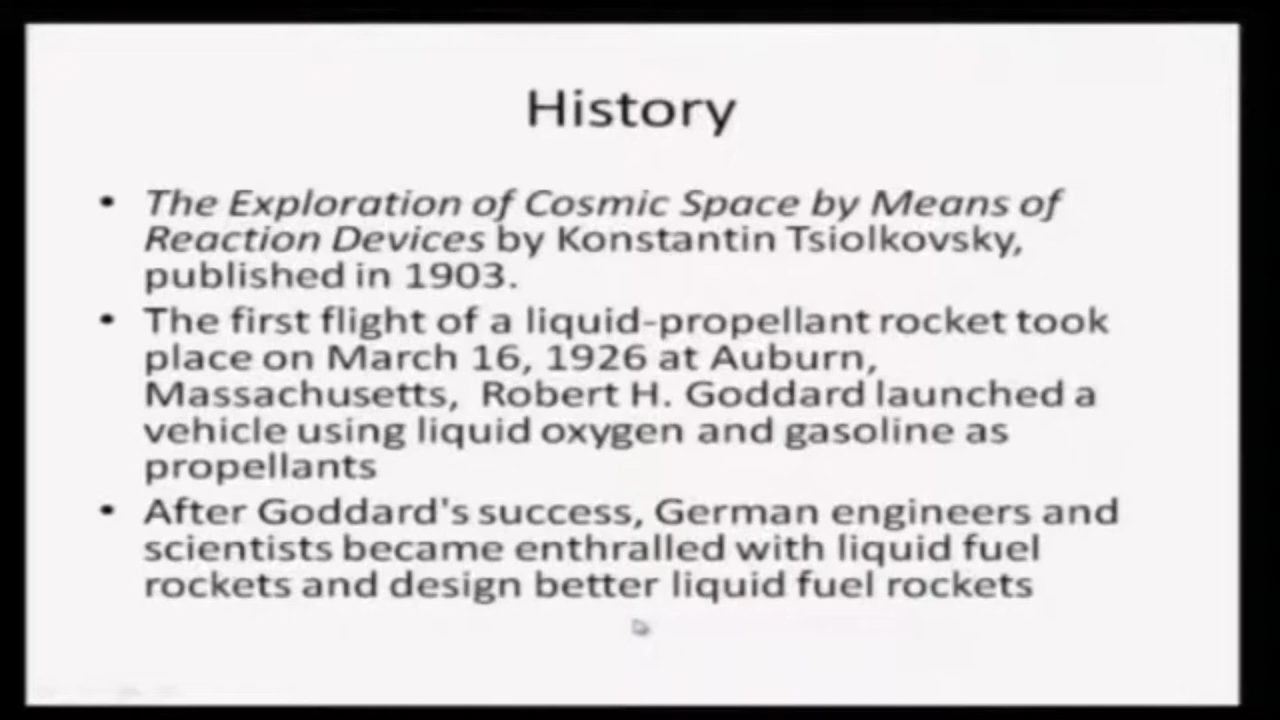 History
• The Exploration of Cosmic Space by Means of
Reaction Devices by Konstantin Tsiolkovsky,
published in 1903.
• The first flight of a liquid-propellant rocket took
place on March 16, 1926 at Auburn,
Massachusetts, Robert H. Goddard launched a
vehicle using liquid oxygen and gasoline as
propellants
• After Goddard's success, German engineers and
scientists became enthralled with liquid fuel
rockets and design better liquid fuel rockets